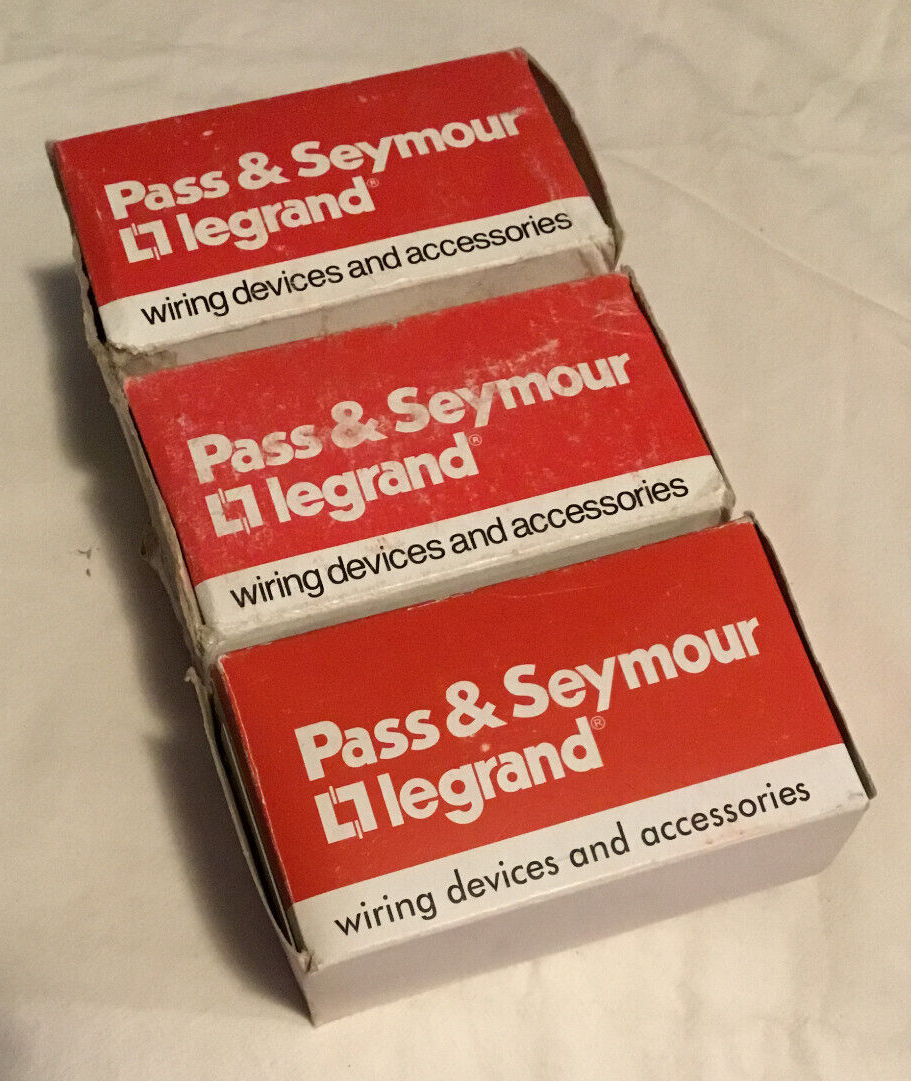 Pass & Seymour
legrand®
wiring devices and accessories
Pass & Seymour
legrand®
wiring devices and accessories
Pass & Seymour
legrand®
wiring devices and accessories